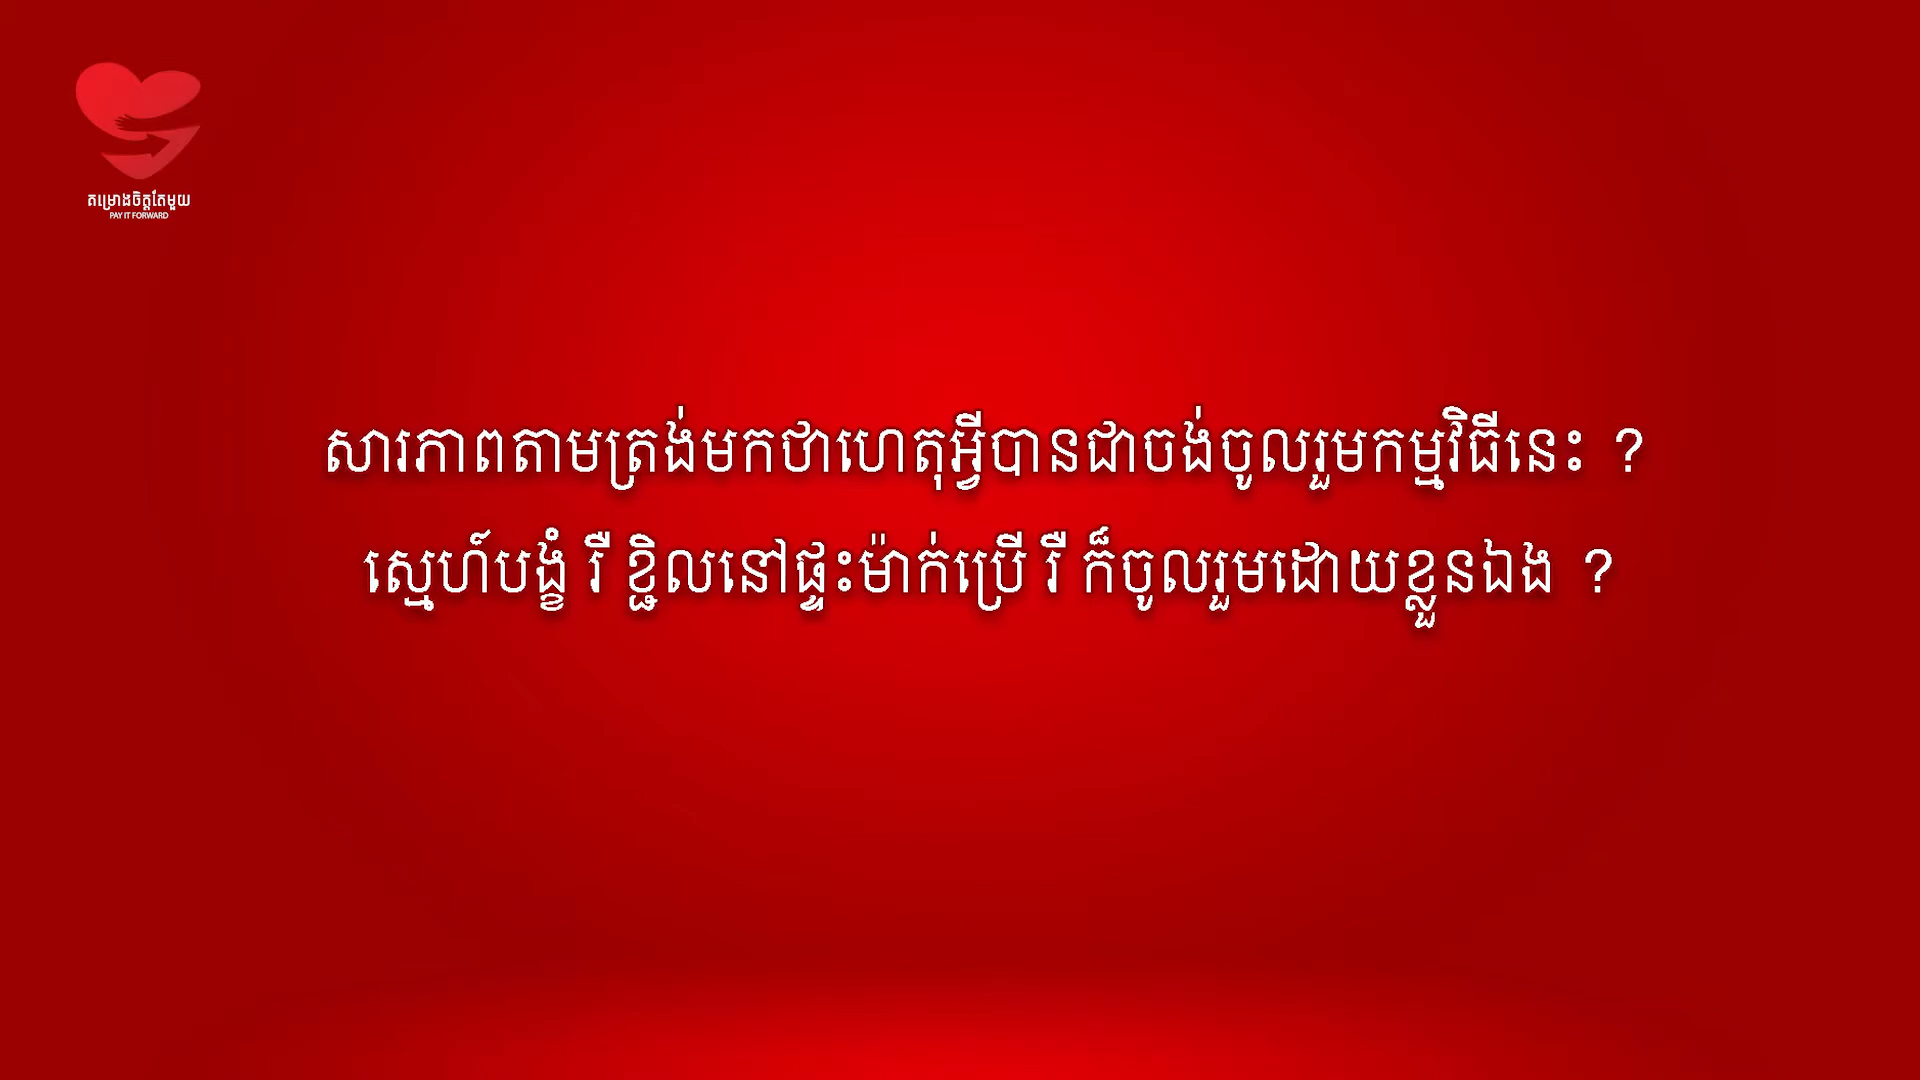 គម្រោងចិត្តតែមួយ
PAY IT FORWARD
សារភាពតាមត្រង់មកថាហេតុអ្វីបានជាចង់ចូលរួមកម្មវិធីនេះ ?
ស្មេហ៍បង្ខំ រឺ ខ្ជិលនៅផ្ទះម៉ាក់ប្រើ រឺ ក៏ចូលរួមដោយខ្លួនឯង ?